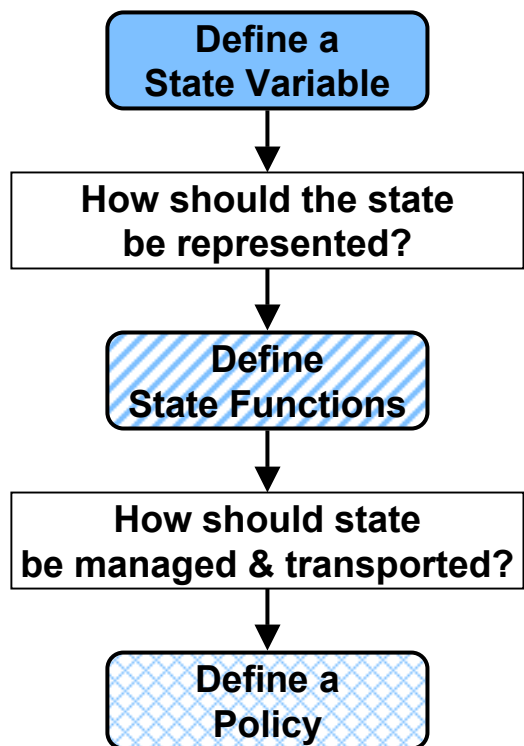 Define a
State Variable
How should the state
be represented?
Define
State Functions
How should state
be managed & transported?
Define a
Policy